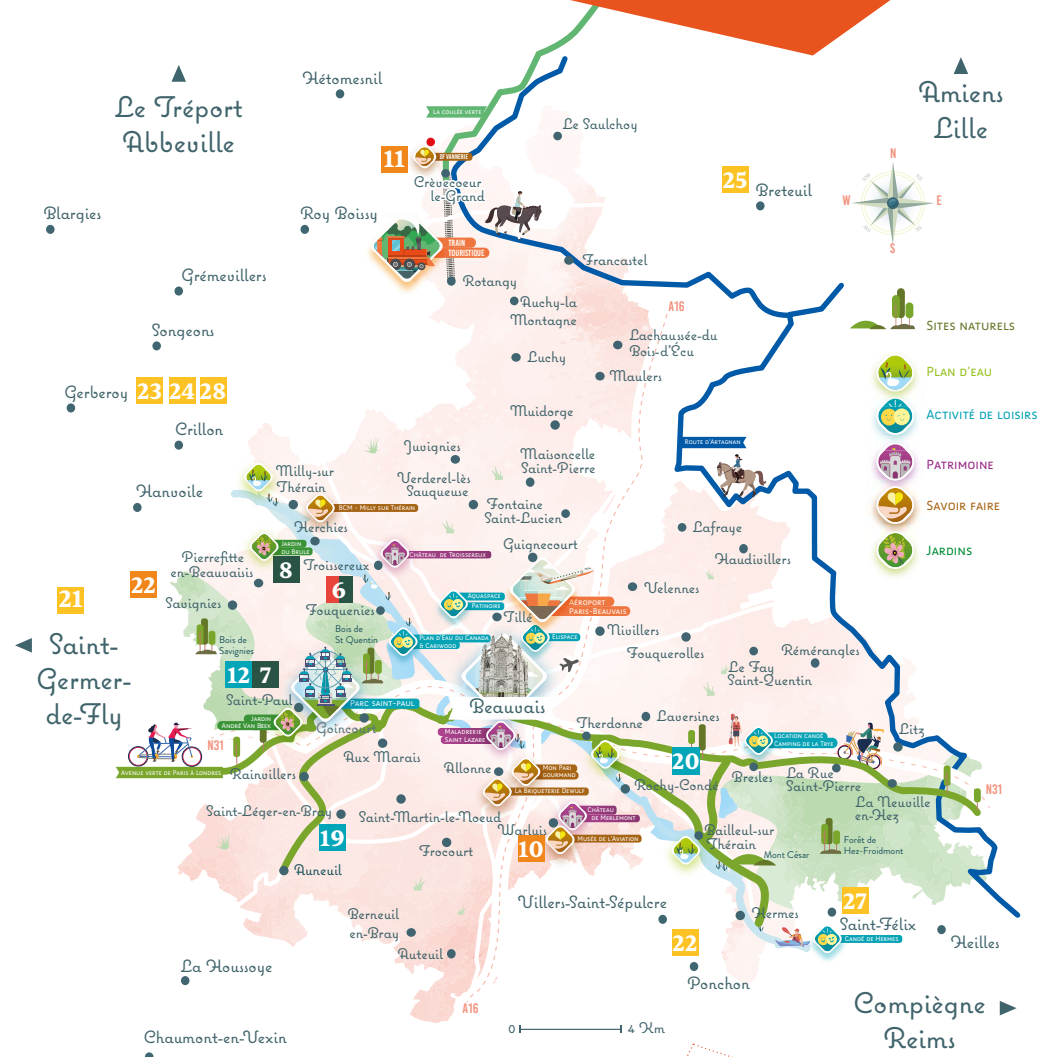 Le Tréport
Abbeville
Hétomesnil
Amiens
Lille
LA COULÉE VERTE
Le Saulchoy
11
OF VANNERIE
Crèvecoeur
le-Grand
25
Breteuil
N
W
E
S
Blargies
Roy Boissy
TRAIN
TOURISTIQUE
Francastel
Grémevillers
Rotangy
Auchy-la
Montagne
A16
SITES NATURELS
Songeons
Lachaussée-du
Bois-d'Écu
Luchy
Maulers
PLAN D'EAU
Gerberoy
23
24
28
Muidorge
ACTIVITÉ DE LOISIRS
Crillon
Juvignies
Maisoncelle
Saint-Pierre
ROUTE D'ARTAGNAN
PATRIMOINE
Milly-sur
Thérain
Verderel-lès
Sauqueuse
Hanvoile
BCM - MILLY SUR THÉRAIN
Fontaine
Saint-Lucien
SAVOIR FAIRE
Herchies
Lafraye
JARDIN
DU BRULE
CHÂTEAU DE TROISSEREUX
Guignecourt
Haudivillers
JARDINS
Pierrefitte
en-Beauvaisis
8
Troissereux
22
21
6
Velennes
AQUASPACE
PATINOIRE
AÉROPORT
PARIS-BEAUVAIS
Savignies
Fouquenies
Tillé
Bois de
Savignies
Bois de
St Quentin
PLAN D'EAU DU CANADA
& CARIWOOD
ELISPACE
Nivillers
Fouquerolles
Rémérangles
Saint-
Germer-
de-Fly
12
7
Le Fay
Saint-Quentin
Saint-Paul
PARC SAINT-PAUL
Beauvais
JARDIN
ANDRÉ VAN BEEK
Goincourt
Therdonne
Laversines
Litz
MALADRERIE
SAINT LAZARE
LOCATION CANOË
CAMPING DE LA TRYE
N31
Aux Marais
20
AVENUE VERTE DE PARIS À LONDRES
Rainvillers
Allonne
MON PARI
GOURMAND
Rochy-Condé
Bresles
La Rue
Saint-Pierre
LA BRIQUETERIE DEWULF
N31
La Neuville
en-Hez
Saint-Léger-en-Bray
Saint-Martin-le-Noeud
CHÂTEAU
DE MERLEMONT
19
Warluis
MUSÉE DE L'AVIATION
Bailleul-sur
Thérain
Forêt de
Hez-Froidmont
Frocourt
10
Mont César
Auneuil
Villers-Saint-Sépulcre
27
Berneuil
en-Bray
Hermes
Saint-Félix
CANOË DE HERMES
22
Heilles
Auteuil
La Houssoye
Ponchon
A16
Compiègne
Reims
0
4 Km
Chaumont-en-Vexin